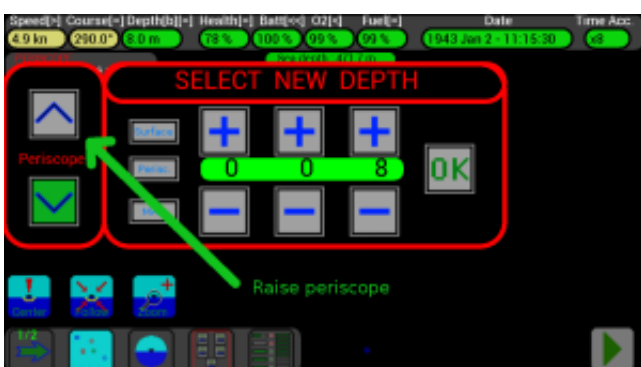 Speed[>] Course[=] Depth[b][=] Health[=] Batt[<<] O2[<] Fuel[=] Date Time Acc.
4.9 kn 290.0° 8.0 m 78 % 100 % 99 % 99 % 1943 Jan 2 - 11:15:30 x8
SELECT NEW DEPTH
Surface
Periscope
Perisc.
0 0 8
OK
Raise periscope
Center Follow Zoom
1/2